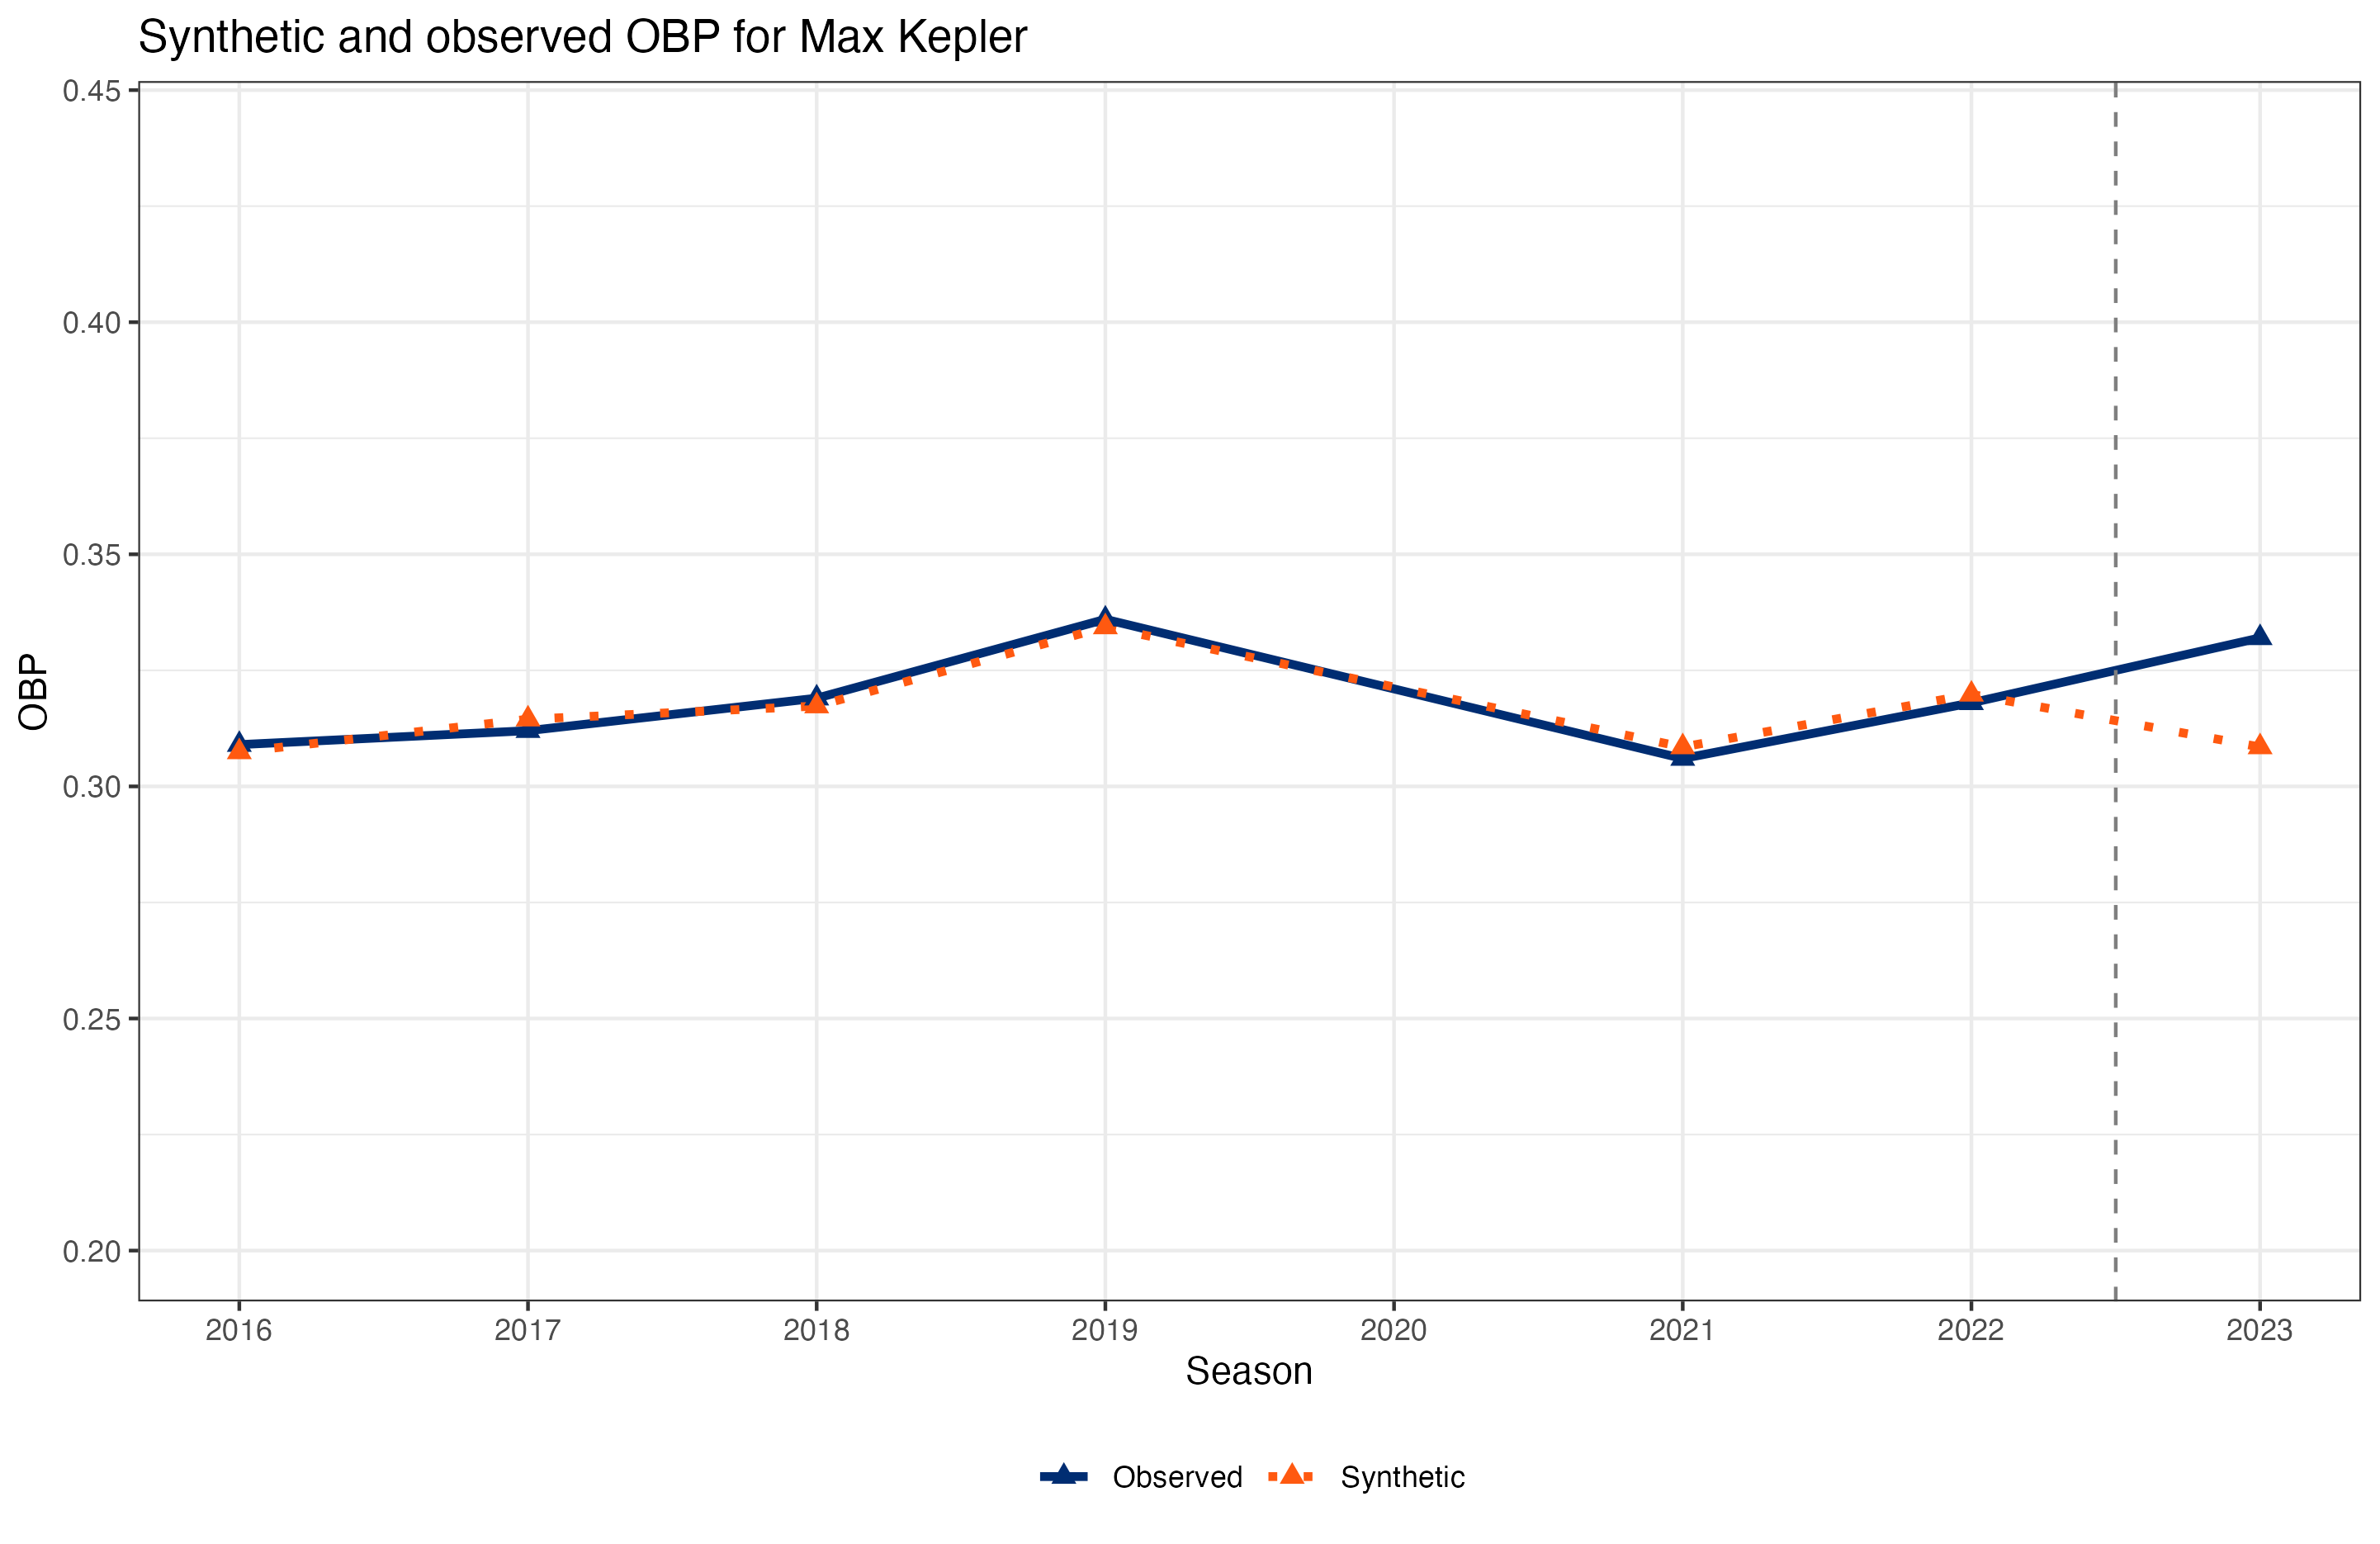 Synthetic and observed OBP for Max Kepler
OBP
0.45
0.40
0.35
0.30
0.25
0.20
2016 2017 2018 2019 2020 2021 2022 2023
Season
Observed Synthetic